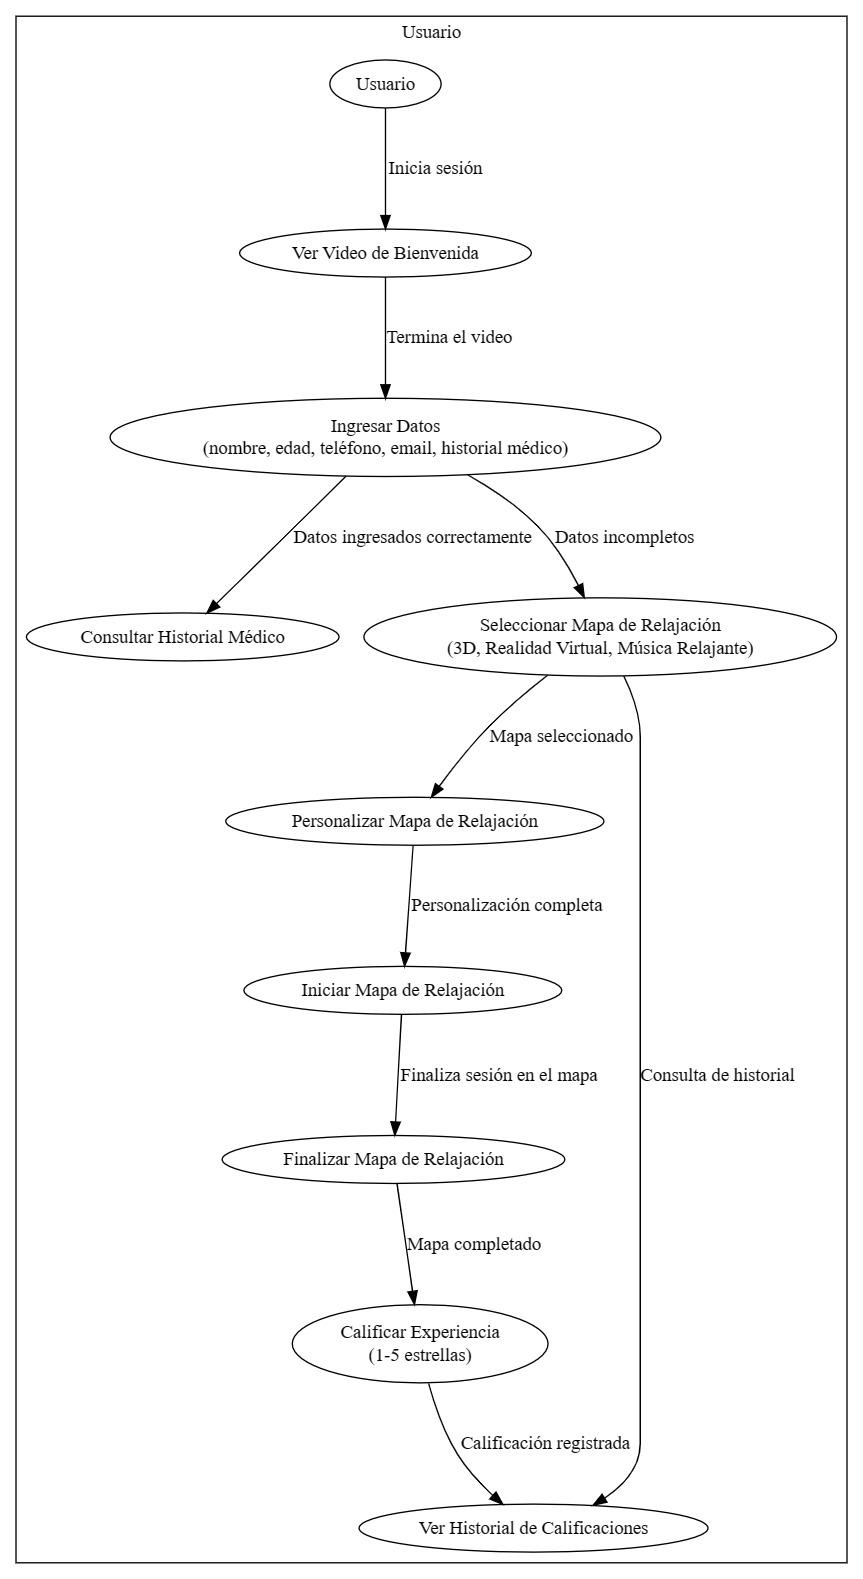 Usuario
Usuario
Inicia sesión
Ver Video de Bienvenida
Termina el video
Ingresar Datos
(nombre, edad, teléfono, email, historial médico)
Datos ingresados correctamente
Datos incompletos
Consultar Historial Médico
Seleccionar Mapa de Relajación
(3D, Realidad Virtual, Música Relajante)
Mapa seleccionado
Personalizar Mapa de Relajación
Personalización completa
Iniciar Mapa de Relajación
Finaliza sesión en el mapa
Consulta de historial
Finalizar Mapa de Relajación
Mapa completado
Calificar Experiencia
(1-5 estrellas)
Calificación registrada
Ver Historial de Calificaciones